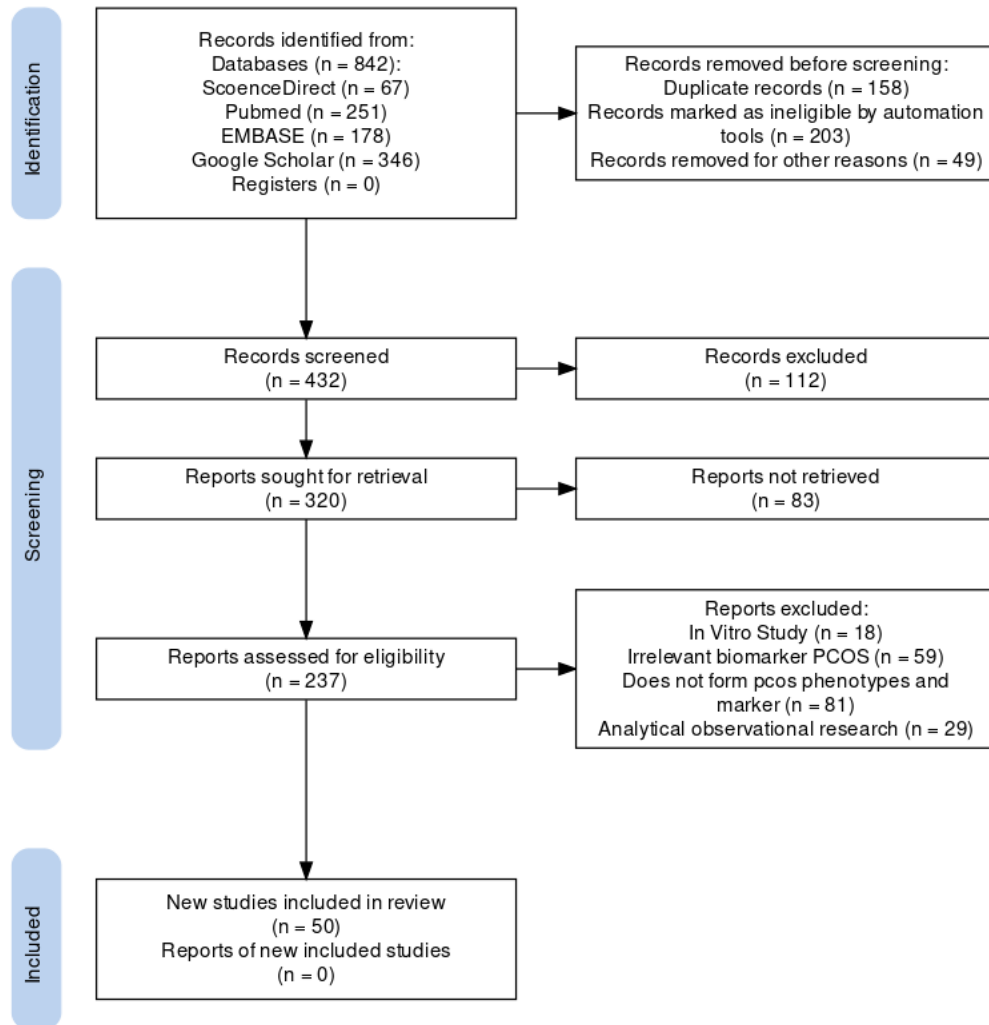 Identification
Records identified from:
Databases (n = 842):
ScoenceDirect (n = 67)
Pubmed (n = 251)
EMBASE (n = 178)
Google Scholar (n = 346)
Registers (n = 0)
Records removed before screening:
Duplicate records (n = 158)
Records marked as ineligible by automation
tools (n = 203)
Records removed for other reasons (n = 49)
Screening
Records screened
(n = 432)
Records excluded
(n = 112)
Reports sought for retrieval
(n = 320)
Reports not retrieved
(n = 83)
Reports assessed for eligibility
(n = 237)
Reports excluded:
In Vitro Study (n = 18)
Irrelevant biomarker PCOS (n = 59)
Does not form pcos phenotypes and
marker (n = 81)
Analytical observational research (n = 29)
Included
New studies included in review
(n = 50)
Reports of new included studies
(n = 0)